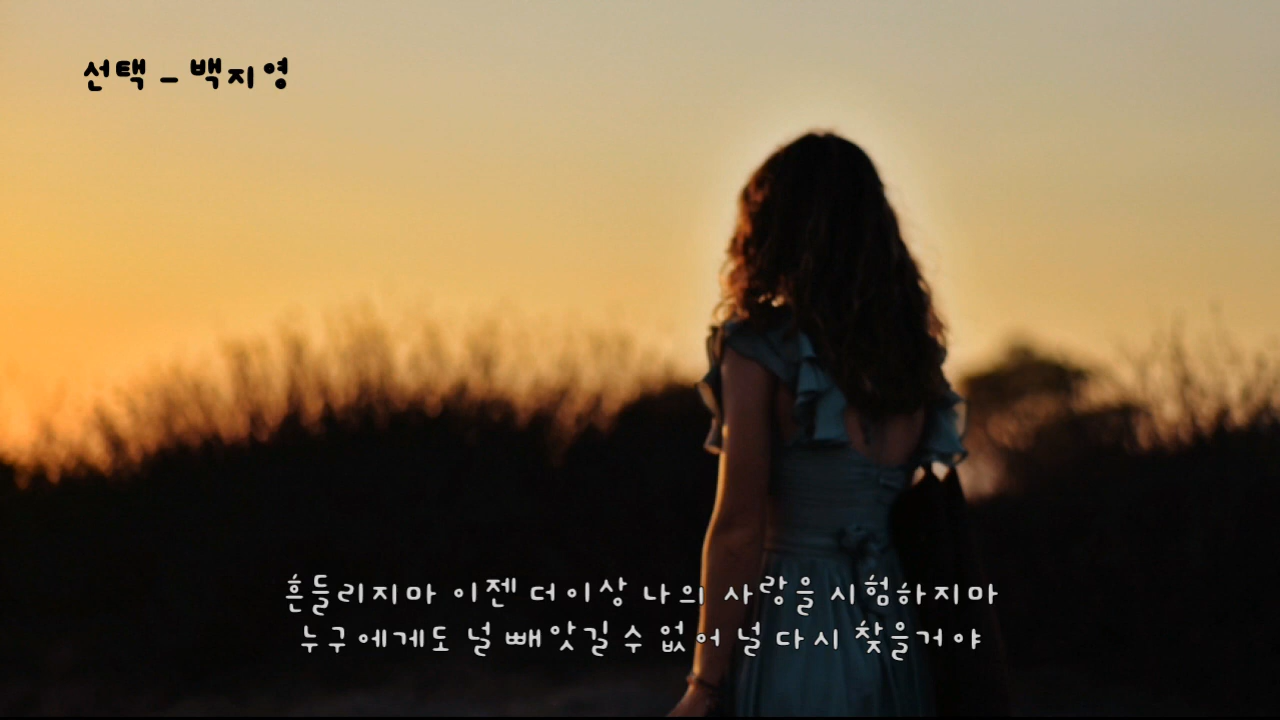 선택 - 백지영
흔들리지마 이젠 더이상 나의 사랑을 시험하지마
누구에게도 널 빼앗길 수 없어 널 다시 찾을거야